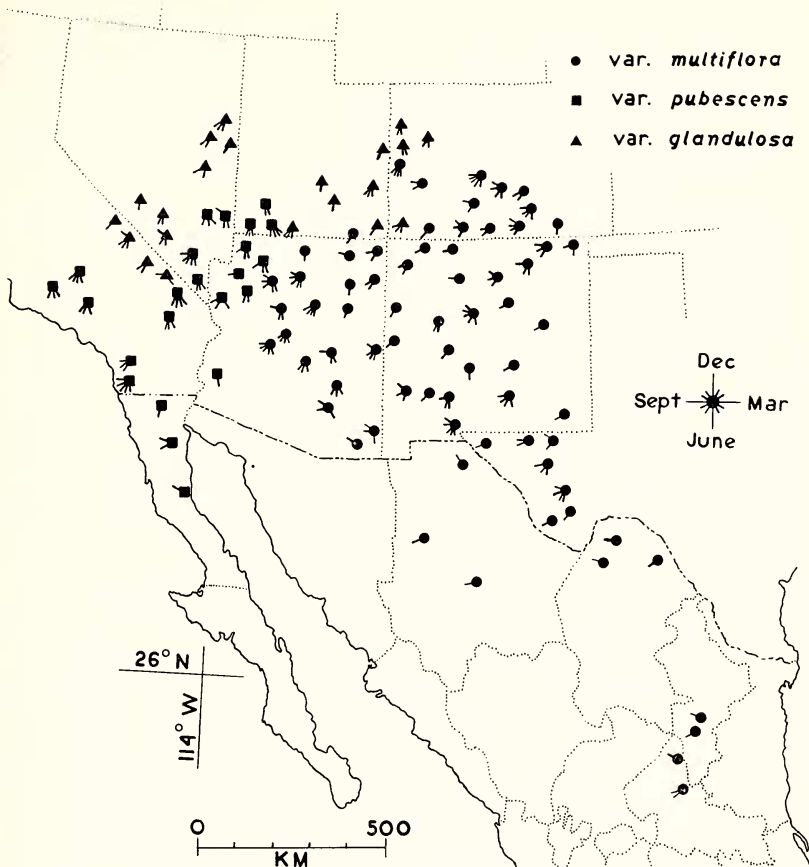 var. multiflora
var. pubescens
var. glandulosa
Dec
Sept Mar
June
26° N
114° W
0 500
KM